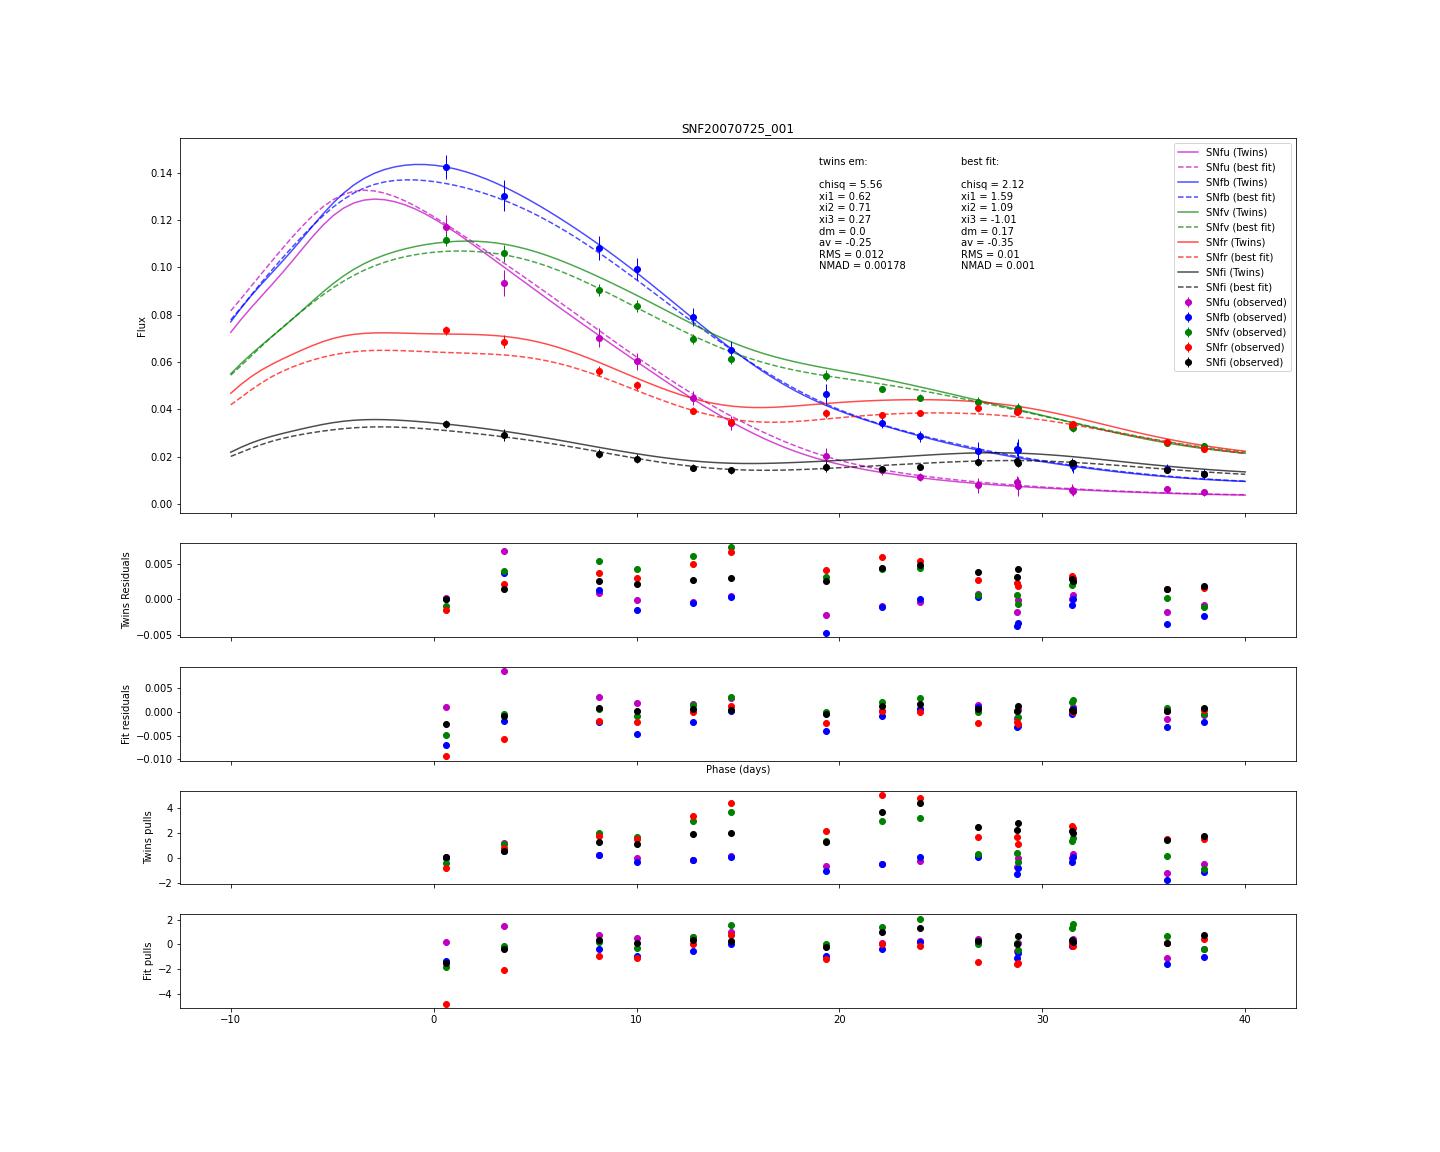 SNF20070725_001
Flux
0.14
0.12
0.10
0.08
0.06
0.04
0.02
0.00
twins em:
chisq = 5.56
xi1 = 0.62
xi2 = 0.71
xi3 = 0.27
dm = 0.0
av = -0.25
RMS = 0.012
NMAD = 0.00178
best fit:
chisq = 2.12
xi1 = 1.59
xi2 = 1.09
xi3 = -1.01
dm = 0.17
av = -0.35
RMS = 0.01
NMAD = 0.001
SNfu (Twins)
SNfu (best fit)
SNfb (Twins)
SNfb (best fit)
SNfv (Twins)
SNfv (best fit)
SNfr (Twins)
SNfr (best fit)
SNfi (Twins)
SNfi (best fit)
SNfu (observed)
SNfb (observed)
SNfv (observed)
SNfr (observed)
SNfi (observed)
Twins Residuals
0.005
0.000
−0.005
Fit residuals
0.005
0.000
−0.005
−0.010
Phase (days)
Twins pulls
4
2
0
−2
Fit pulls
2
0
−2
−4
−10 0 10 20 30 40